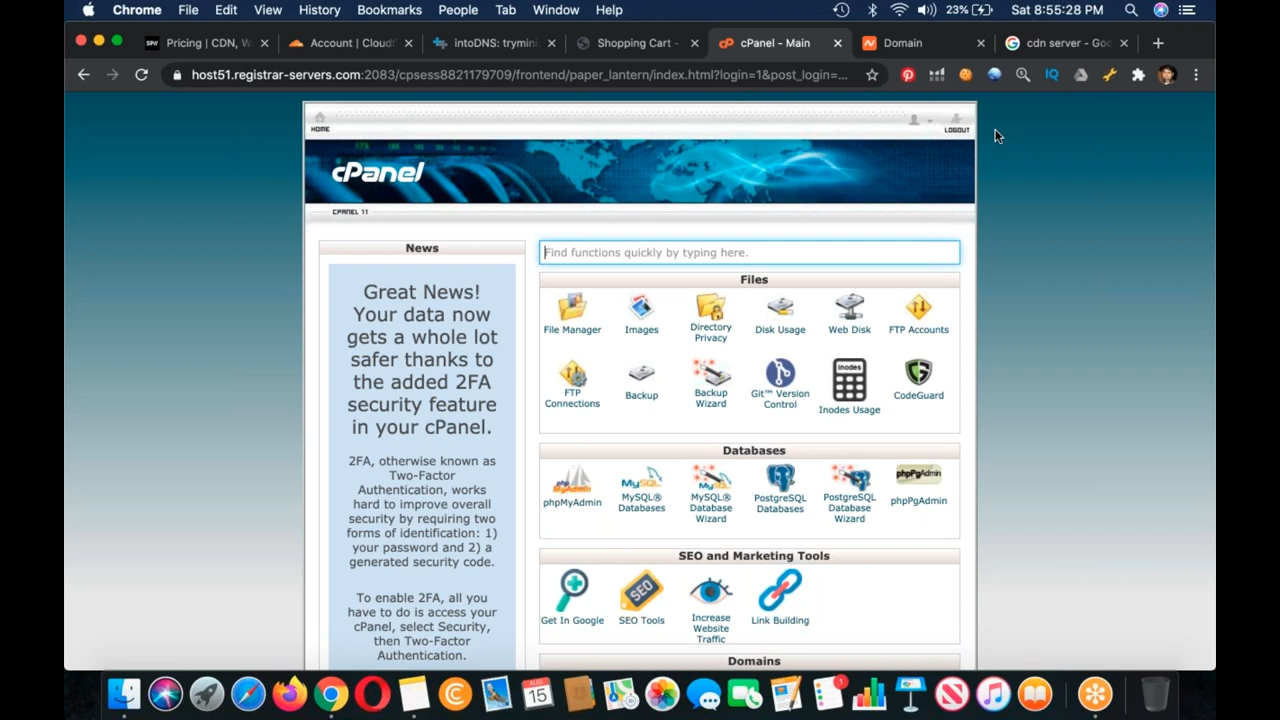 Chrome File Edit View History Bookmarks People Tab Window Help 23% Sat 8:55:28 PM
Pricing | CDN, W Account | Cloudf intoDNS: trymini. Shopping Cart - cPanel - Main Domain cdn server - Goo
host51.registrar-servers.com:2083/cpsess8821179709/frontend/paper_lantern/index.html?login=1&post_login=...
HOME
LOGOUT
cPanel
CPANEL 11
News
Great News!
Your data now
gets a whole lot
safer thanks to
the added 2FA
security feature
in your cPanel.
2FA, otherwise known as
Two-Factor
Authentication, works
hard to improve overall
security by requiring two
forms of identification: 1)
your password and 2) a
generated security code.
To enable 2FA, all you
have to do is access your
cPanel, select Security,
then Two-Factor
Authentication.
Find functions quickly by typing here.
Files
File Manager
Images
Directory
Privacy
Disk Usage
Web Disk
FTP Accounts
FTP
Connections
Backup
Backup
Wizard
Git™ Version
Control
Inodes
Inodes Usage
CodeGuard
Databases
phpMyAdmin
MySQL®
Databases
MySQL®
Database
Wizard
PostgreSQL
Databases
PostgreSQL
Database
Wizard
phpPgAdmin
phpPgAdmin
SEO and Marketing Tools
Get In Google
SEO
SEO Tools
Increase
Website
Traffic
Link Building
Domains
AUG
15
1